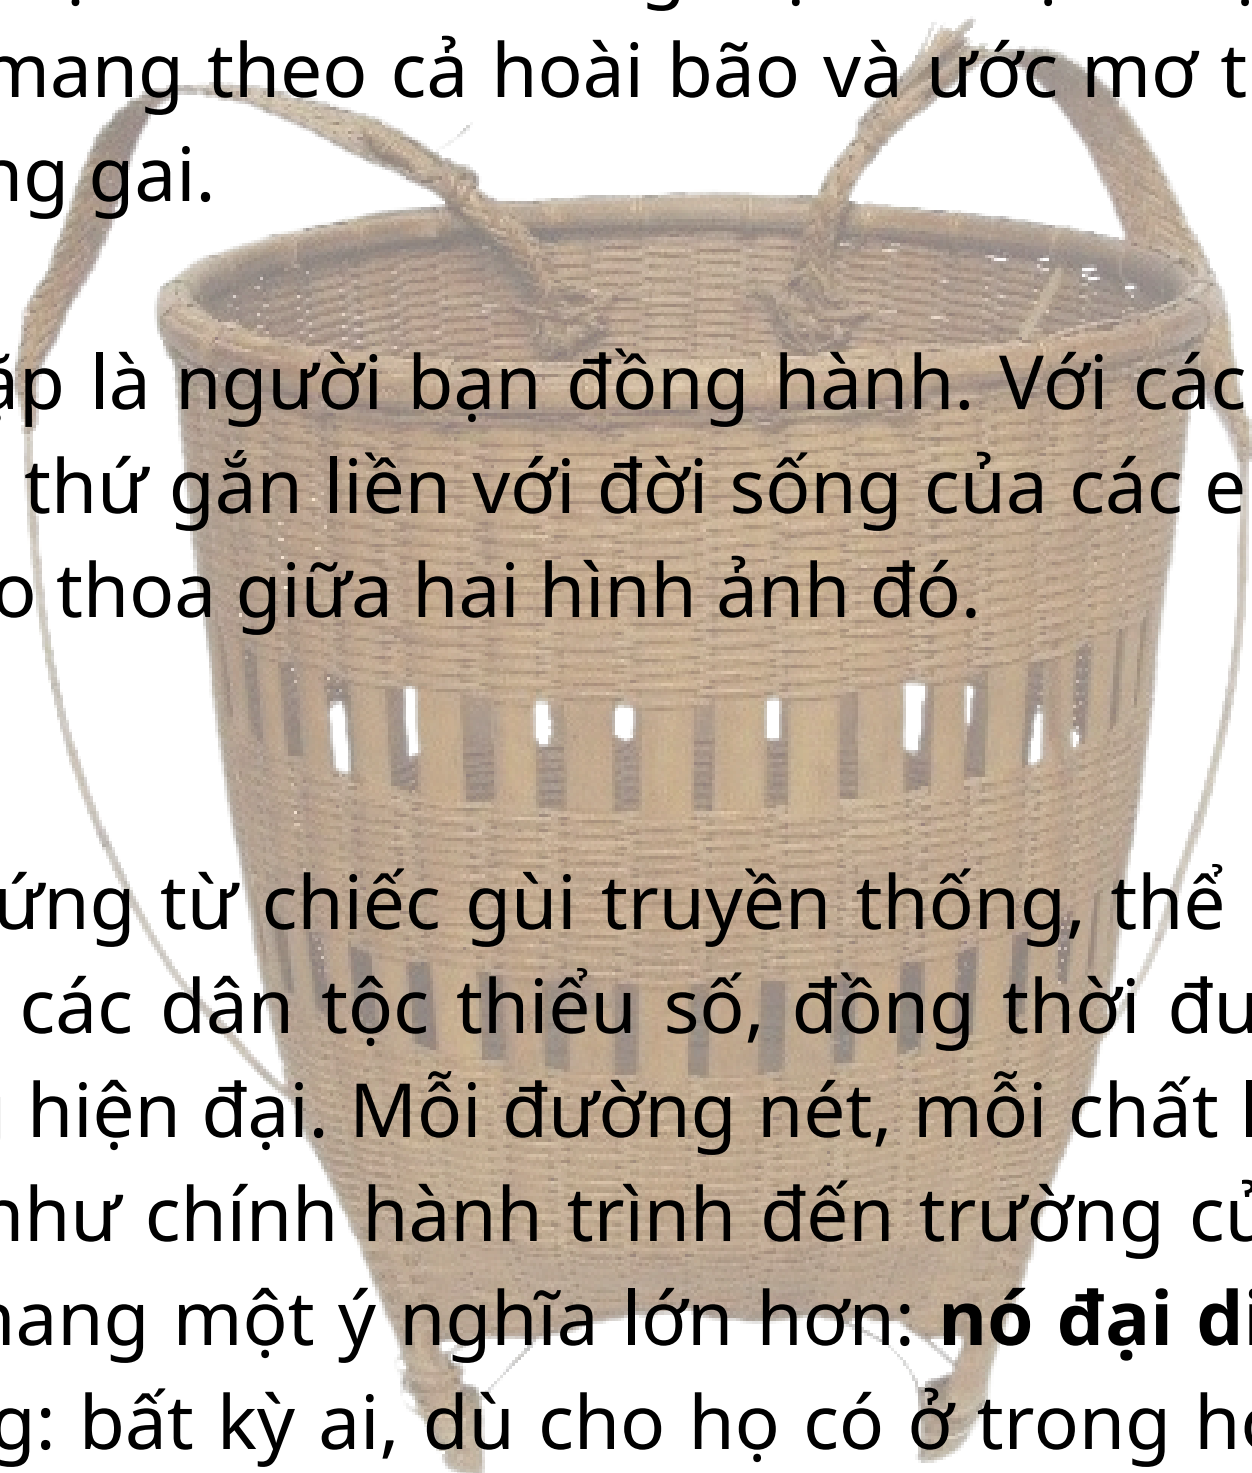 mang theo cả hoài bão và ước mơ t
ng gai.
ặp là người bạn đồng hành. Với các
thứ gắn liền với đời sống của các e
o thoa giữa hai hình ảnh đó.
ứng từ chiếc gùi truyền thống, thể
các dân tộc thiểu số, đồng thời đư
hiện đại. Mỗi đường nét, mỗi chất l
như chính hành trình đến trường củ
mang một ý nghĩa lớn hơn: nó đại di
g: bất kỳ ai, dù cho họ có ở trong ho